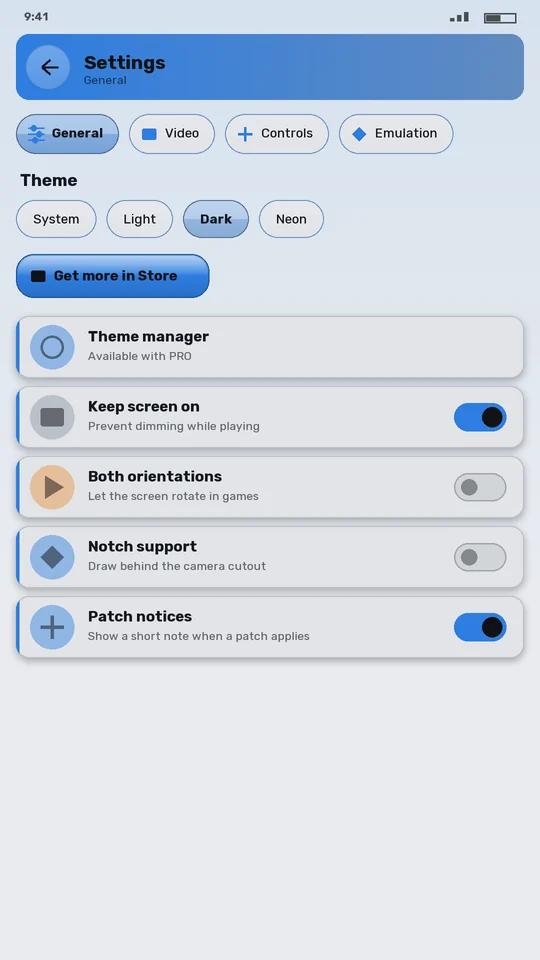 9:41
Settings
General
General
Video
Controls
Emulation
Theme
System
Light
Dark
Neon
Get more in Store
Theme manager
Available with PRO
Keep screen on
Prevent dimming while playing
Both orientations
Let the screen rotate in games
Notch support
Draw behind the camera cutout
Patch notices
Show a short note when a patch applies